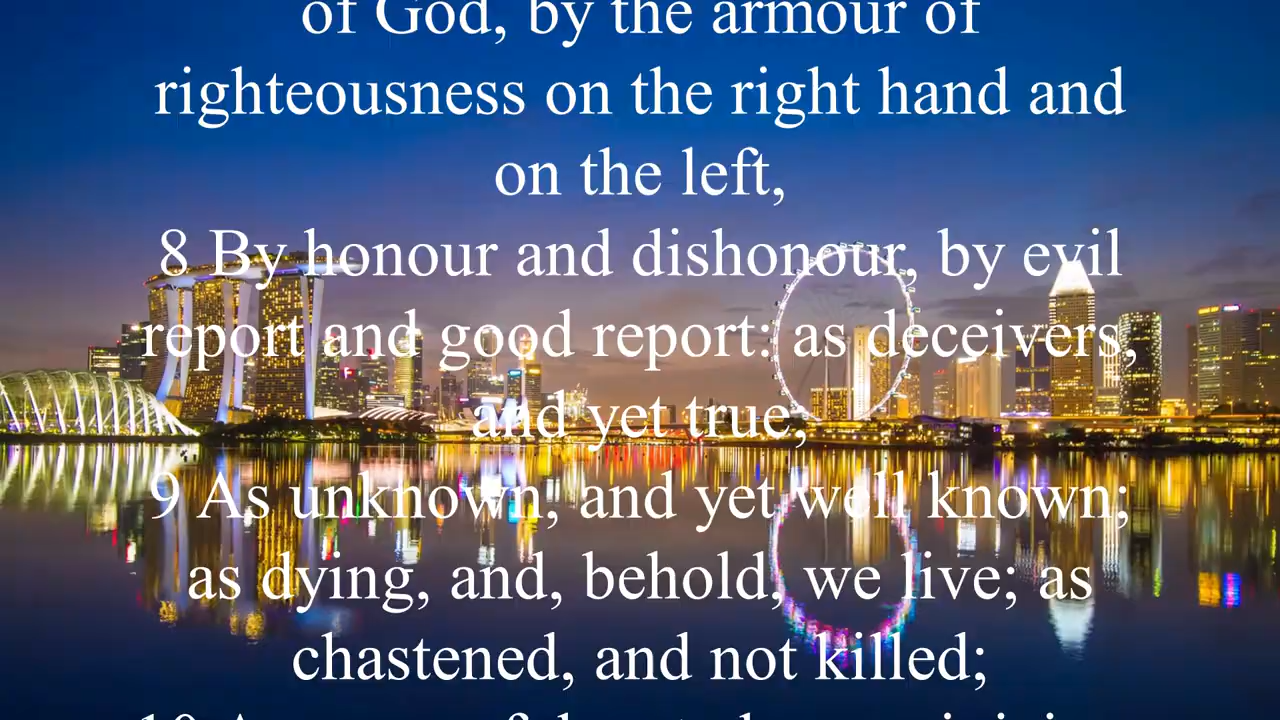 of God, by the armour of
righteousness on the right hand and
on the left,
8 By honour and dishonour, by evil
report and good report: as deceivers,
and yet true;
9 As unknown, and yet well known;
as dying, and, behold, we live; as
chastened, and not killed;